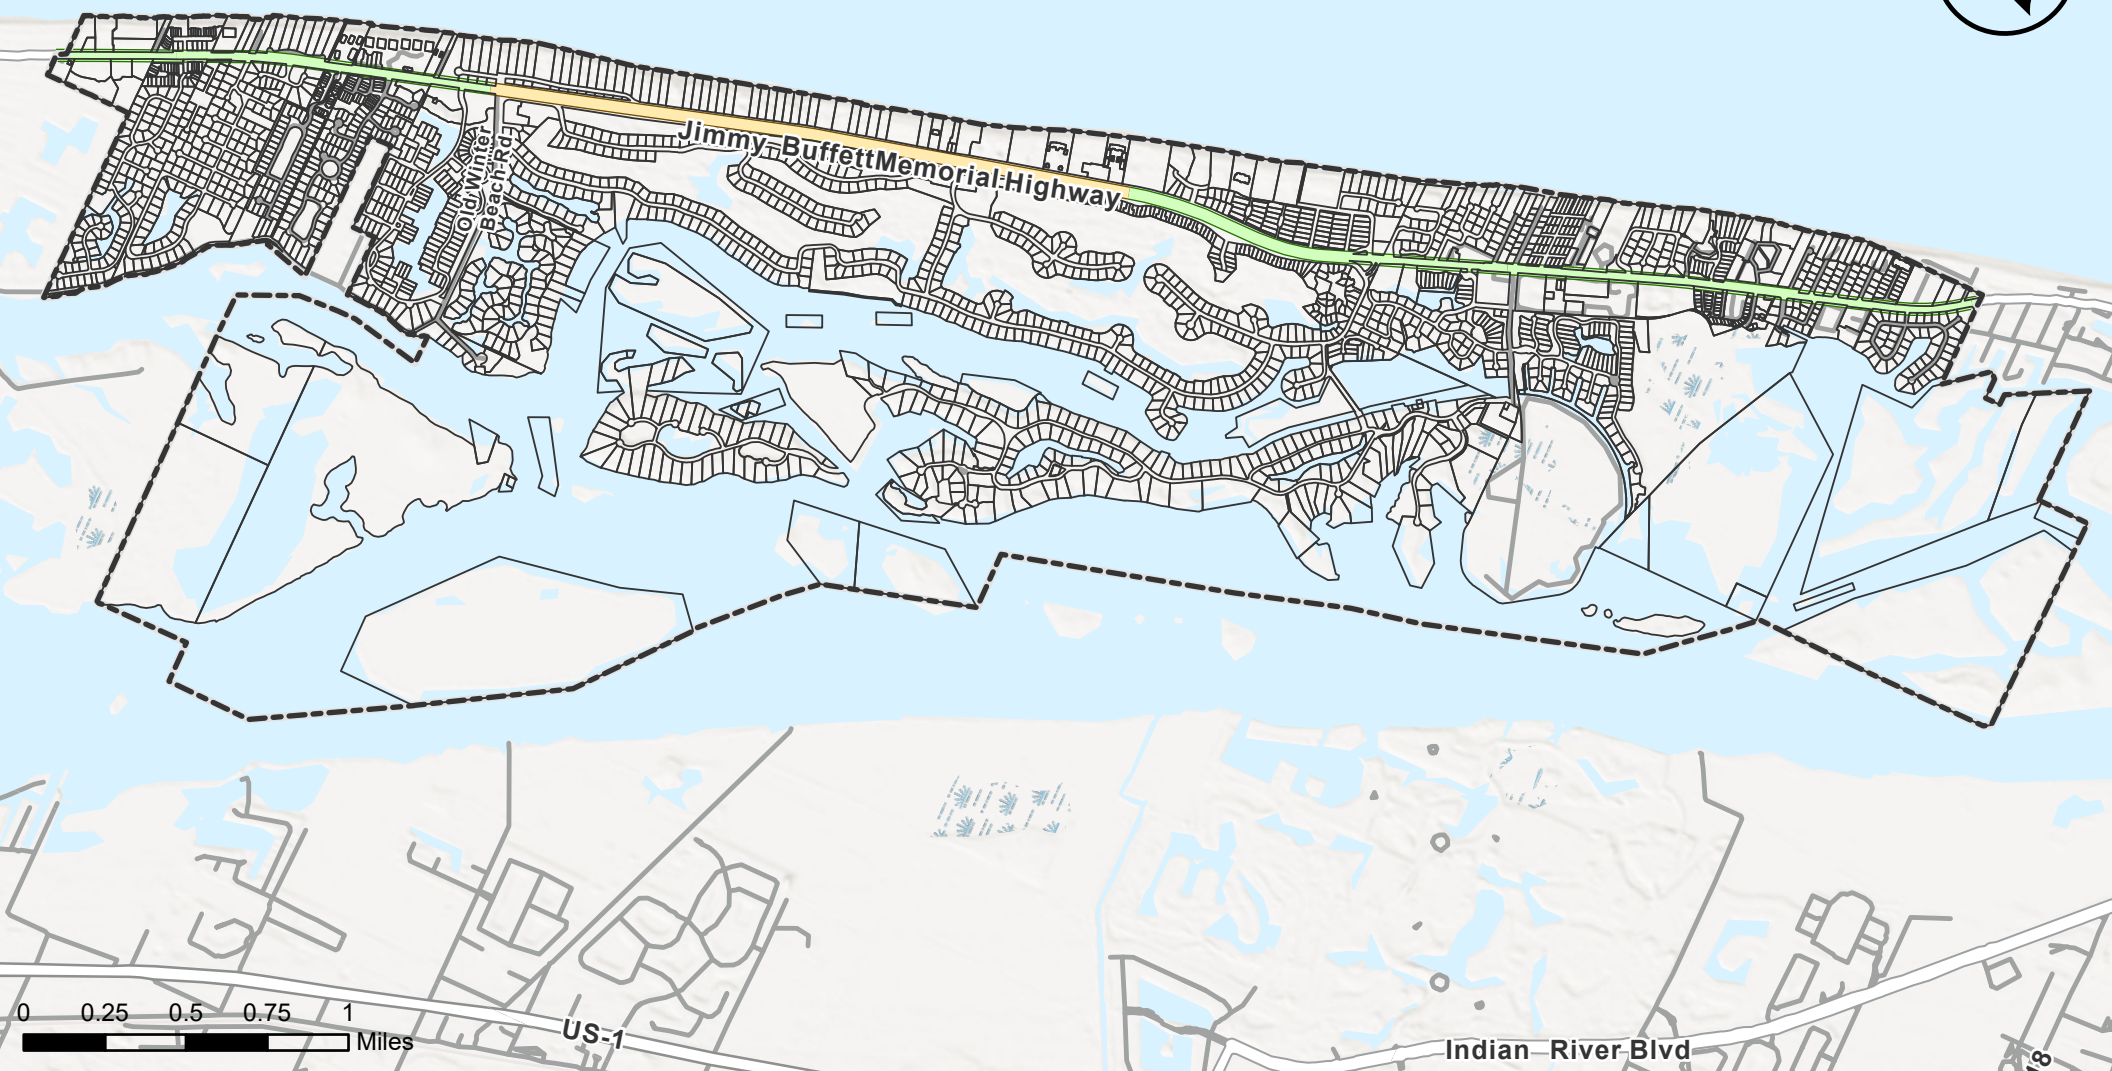 Old Winter
Beach Rd
Jimmy Buffett Memorial Highway
0 0.25 0.5 0.75 1
Miles
US-1
Indian River Blvd